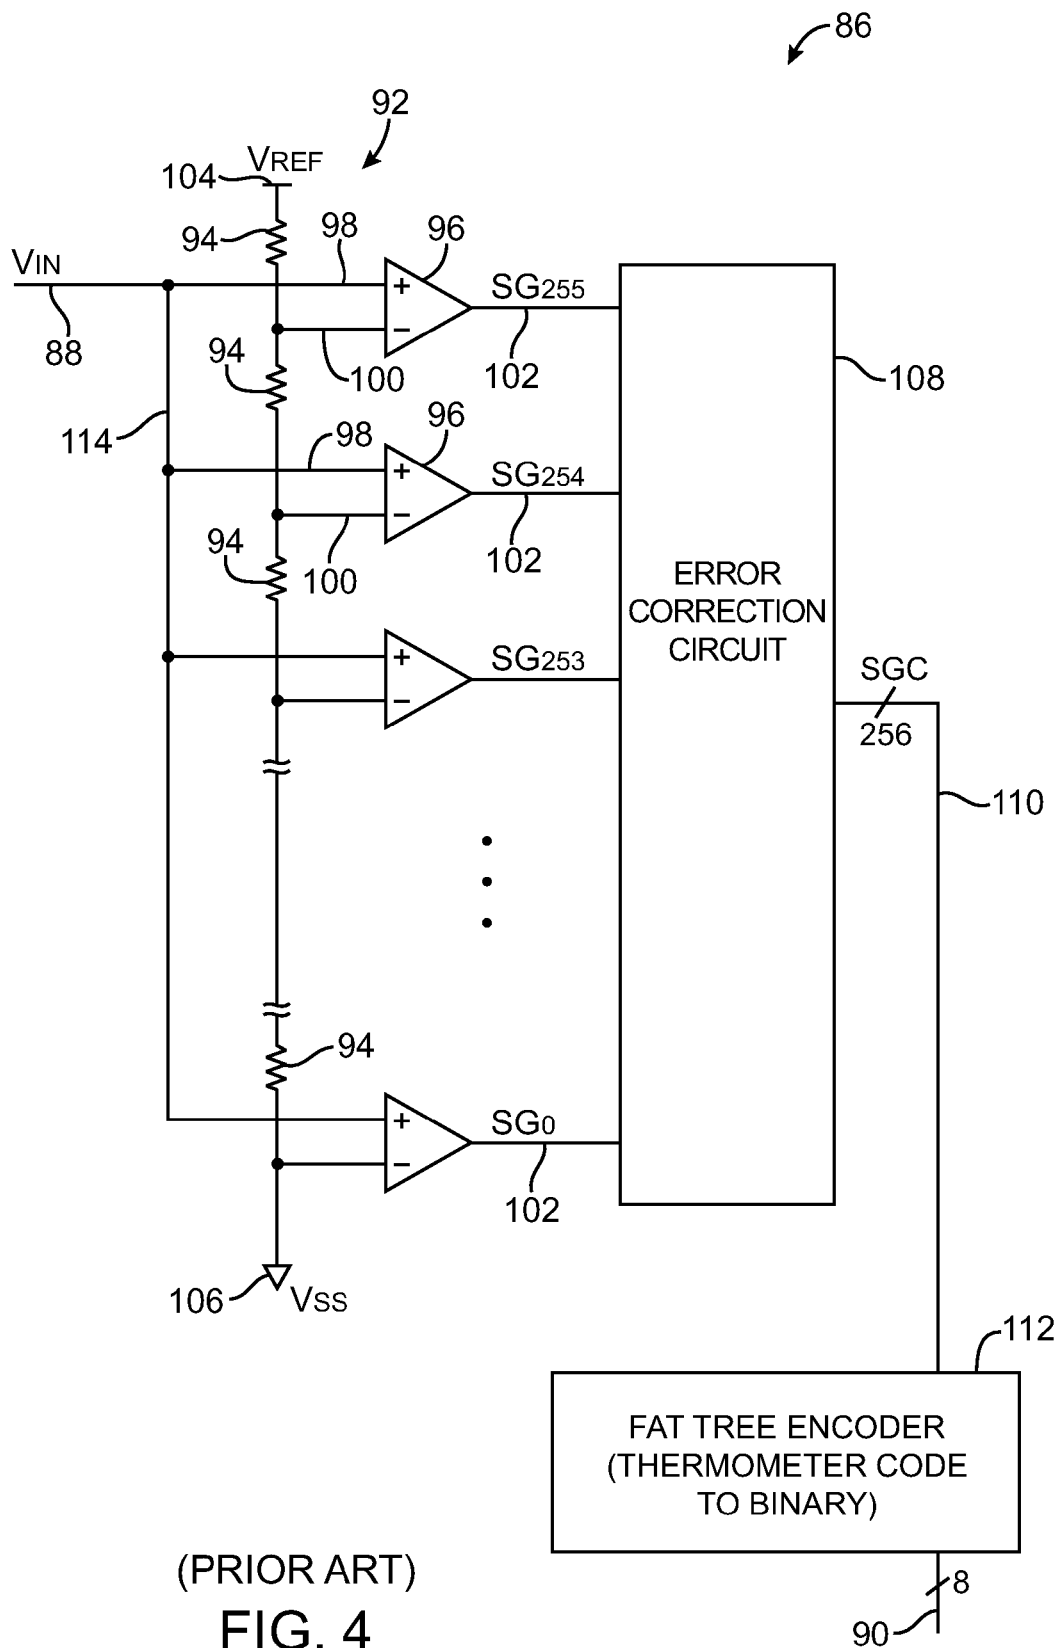 86
92
VREF
104
94
98
96
VIN
+
SG255
−
88
94
100
102
108
114
98
96
+
SG254
−
94
100
102
ERROR
CORRECTION
CIRCUIT
+
SG253
−
SGC
256
110
94
+
SG0
−
102
106
VSS
112
FAT TREE ENCODER
(THERMOMETER CODE
TO BINARY)
8
90
(PRIOR ART)
FIG. 4